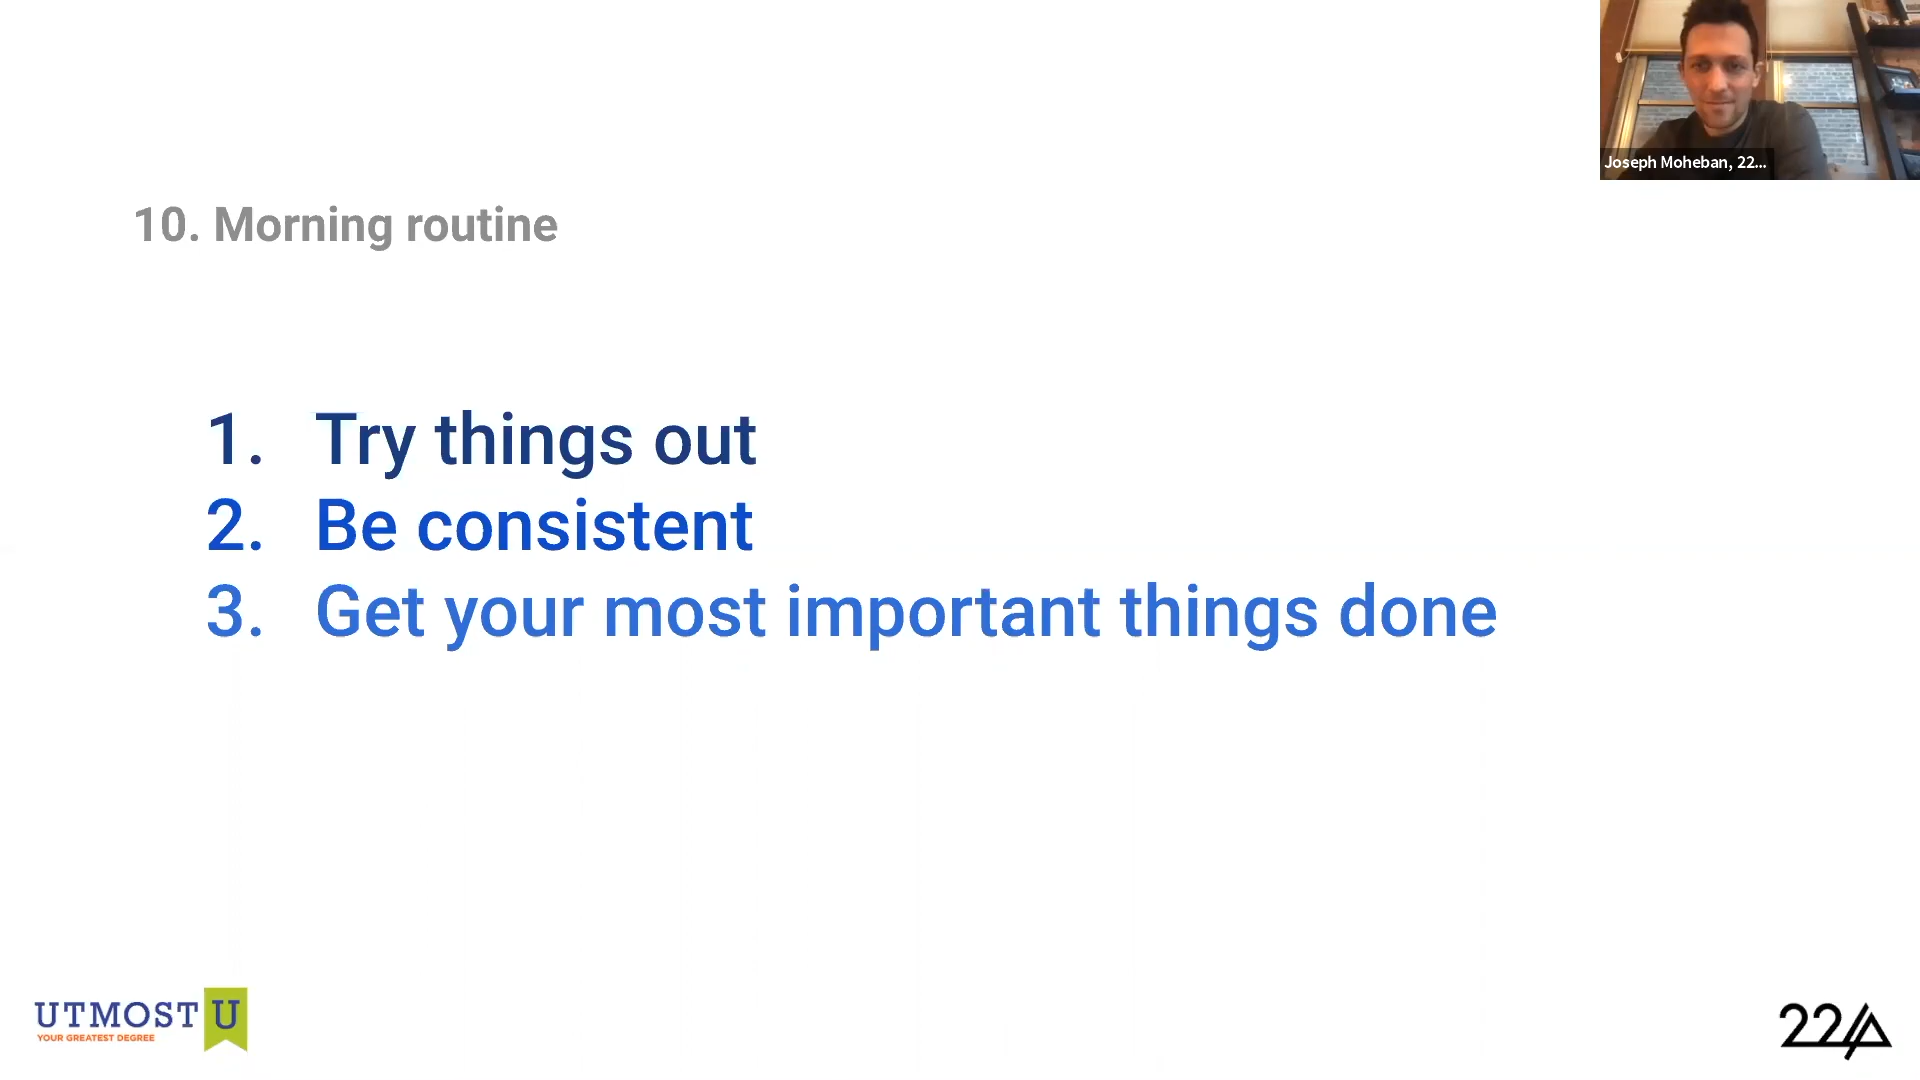 Joseph Moheban, 22...
10. Morning routine
1. Try things out
2. Be consistent
3. Get your most important things done
UTMOST U
YOUR GREATEST DEGREE
22